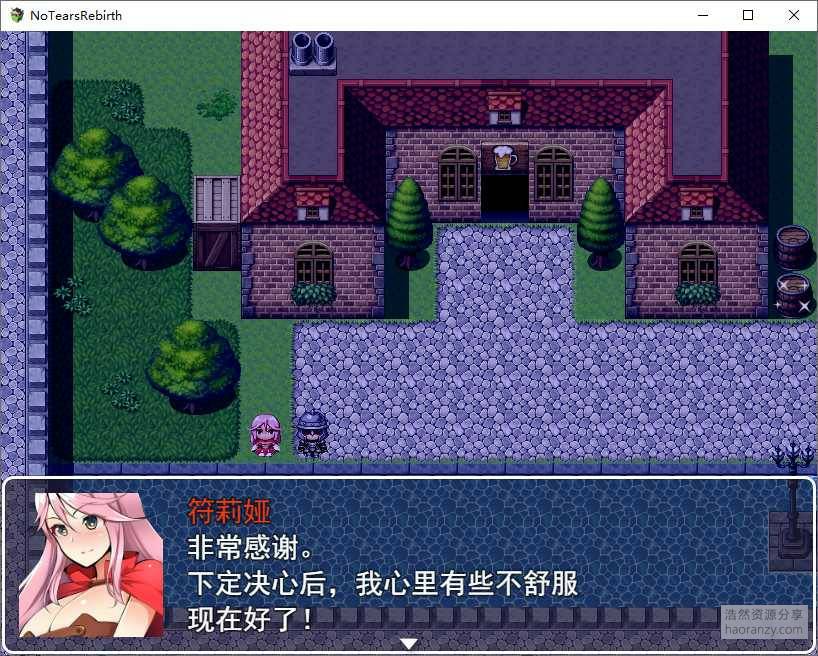 NoTearsRebirth
符莉娅
非常感谢。
下定决心后，我心里有些不舒服
现在好了！
浩然资源分享
haoranzy.com